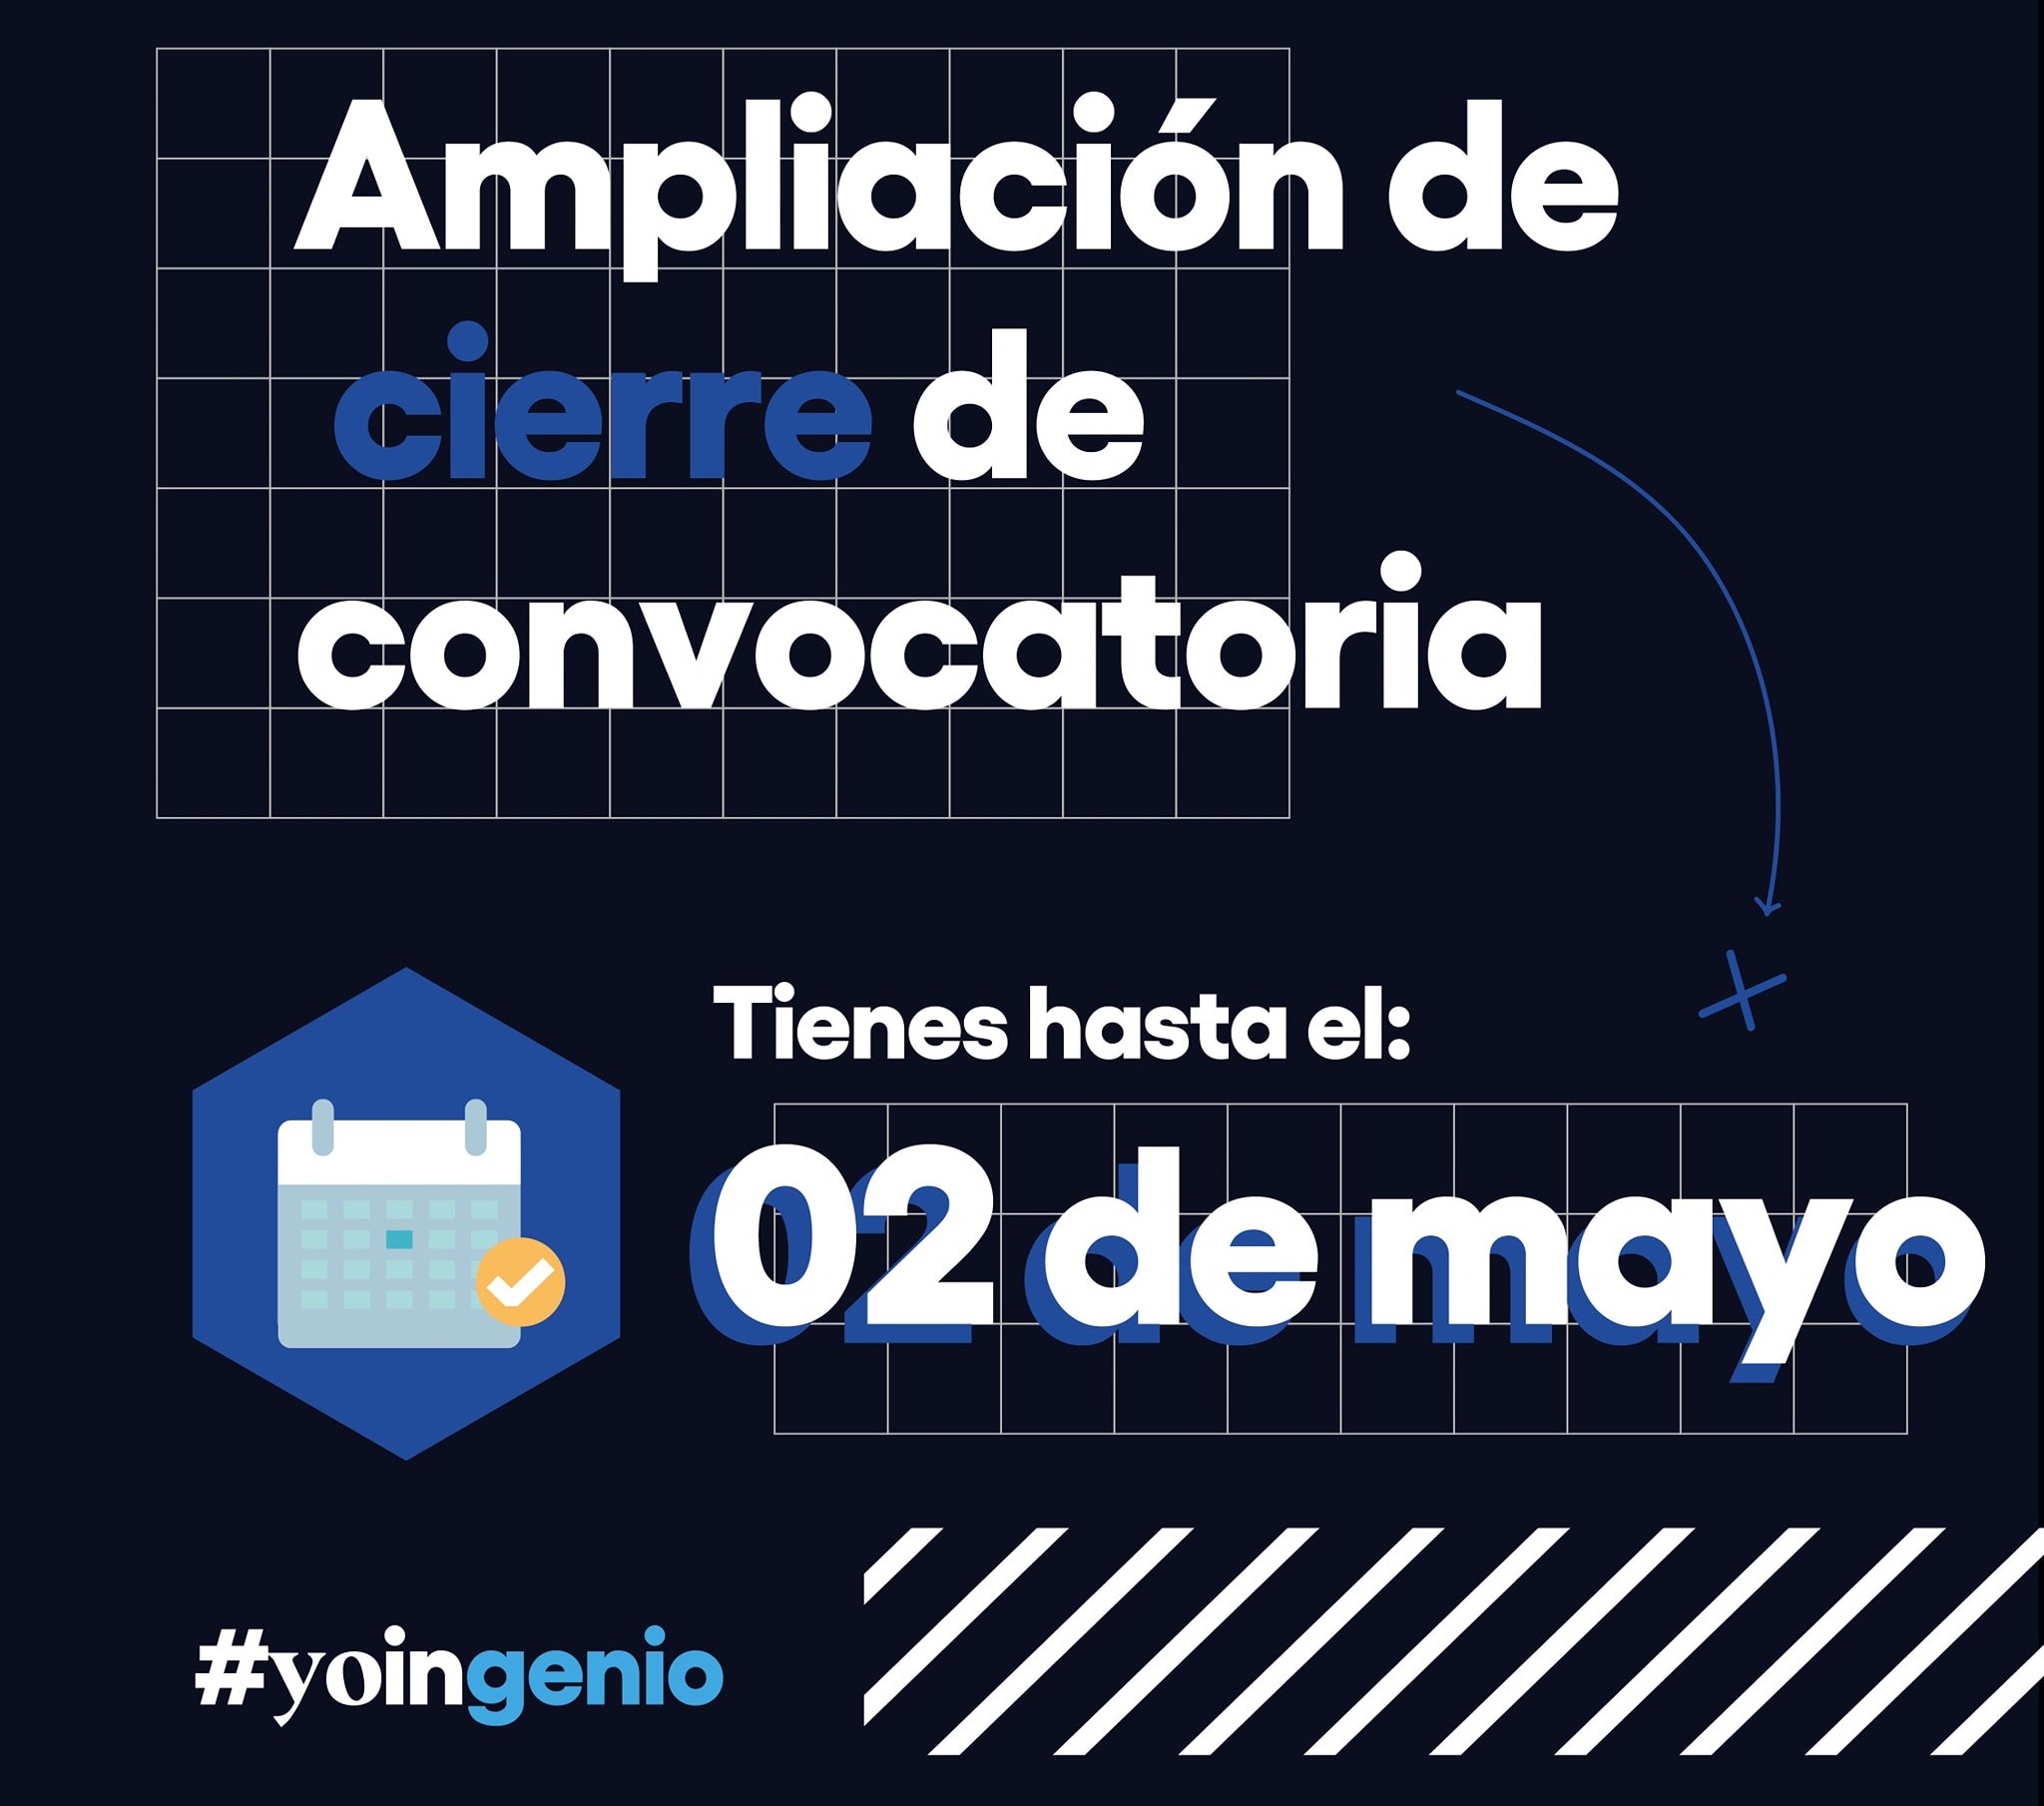 Ampliación de
cierre de
convocatoria
Tienes hasta el:
02 de mayo
#yoingenio